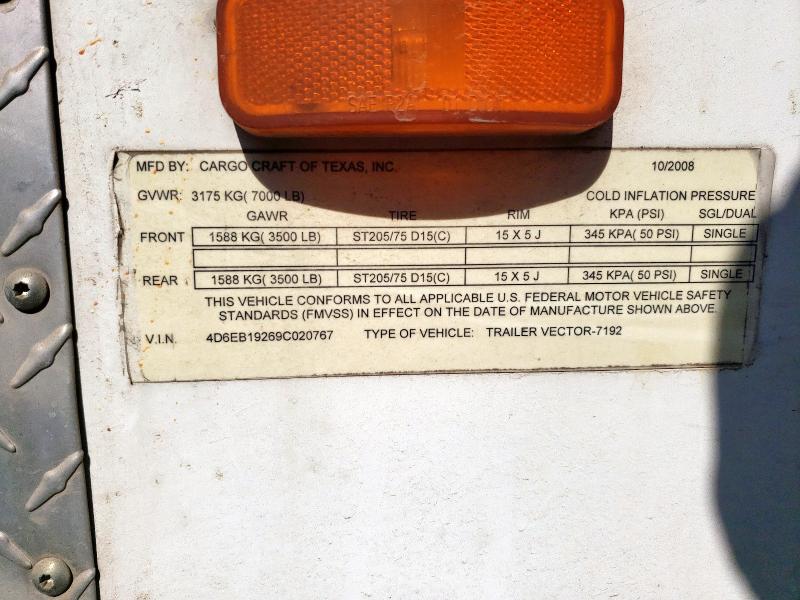 MFD BY: CARGO CRAFT OF TEXAS, INC. 10/2008
GVWR: 3175 KG( 7000 LB) COLD INFLATION PRESSURE
GAWR TIRE RIM KPA (PSI) SGL/DUAL
FRONT 1588 KG( 3500 LB) ST205/75 D15(C) 15 X 5 J 345 KPA( 50 PSI) SINGLE
REAR 1588 KG( 3500 LB) ST205/75 D15(C) 15 X 5 J 345 KPA( 50 PSI) SINGLE
THIS VEHICLE CONFORMS TO ALL APPLICABLE U.S. FEDERAL MOTOR VEHICLE SAFETY
STANDARDS (FMVSS) IN EFFECT ON THE DATE OF MANUFACTURE SHOWN ABOVE.
V.I.N. 4D6EB19269C020767 TYPE OF VEHICLE: TRAILER VECTOR-7192